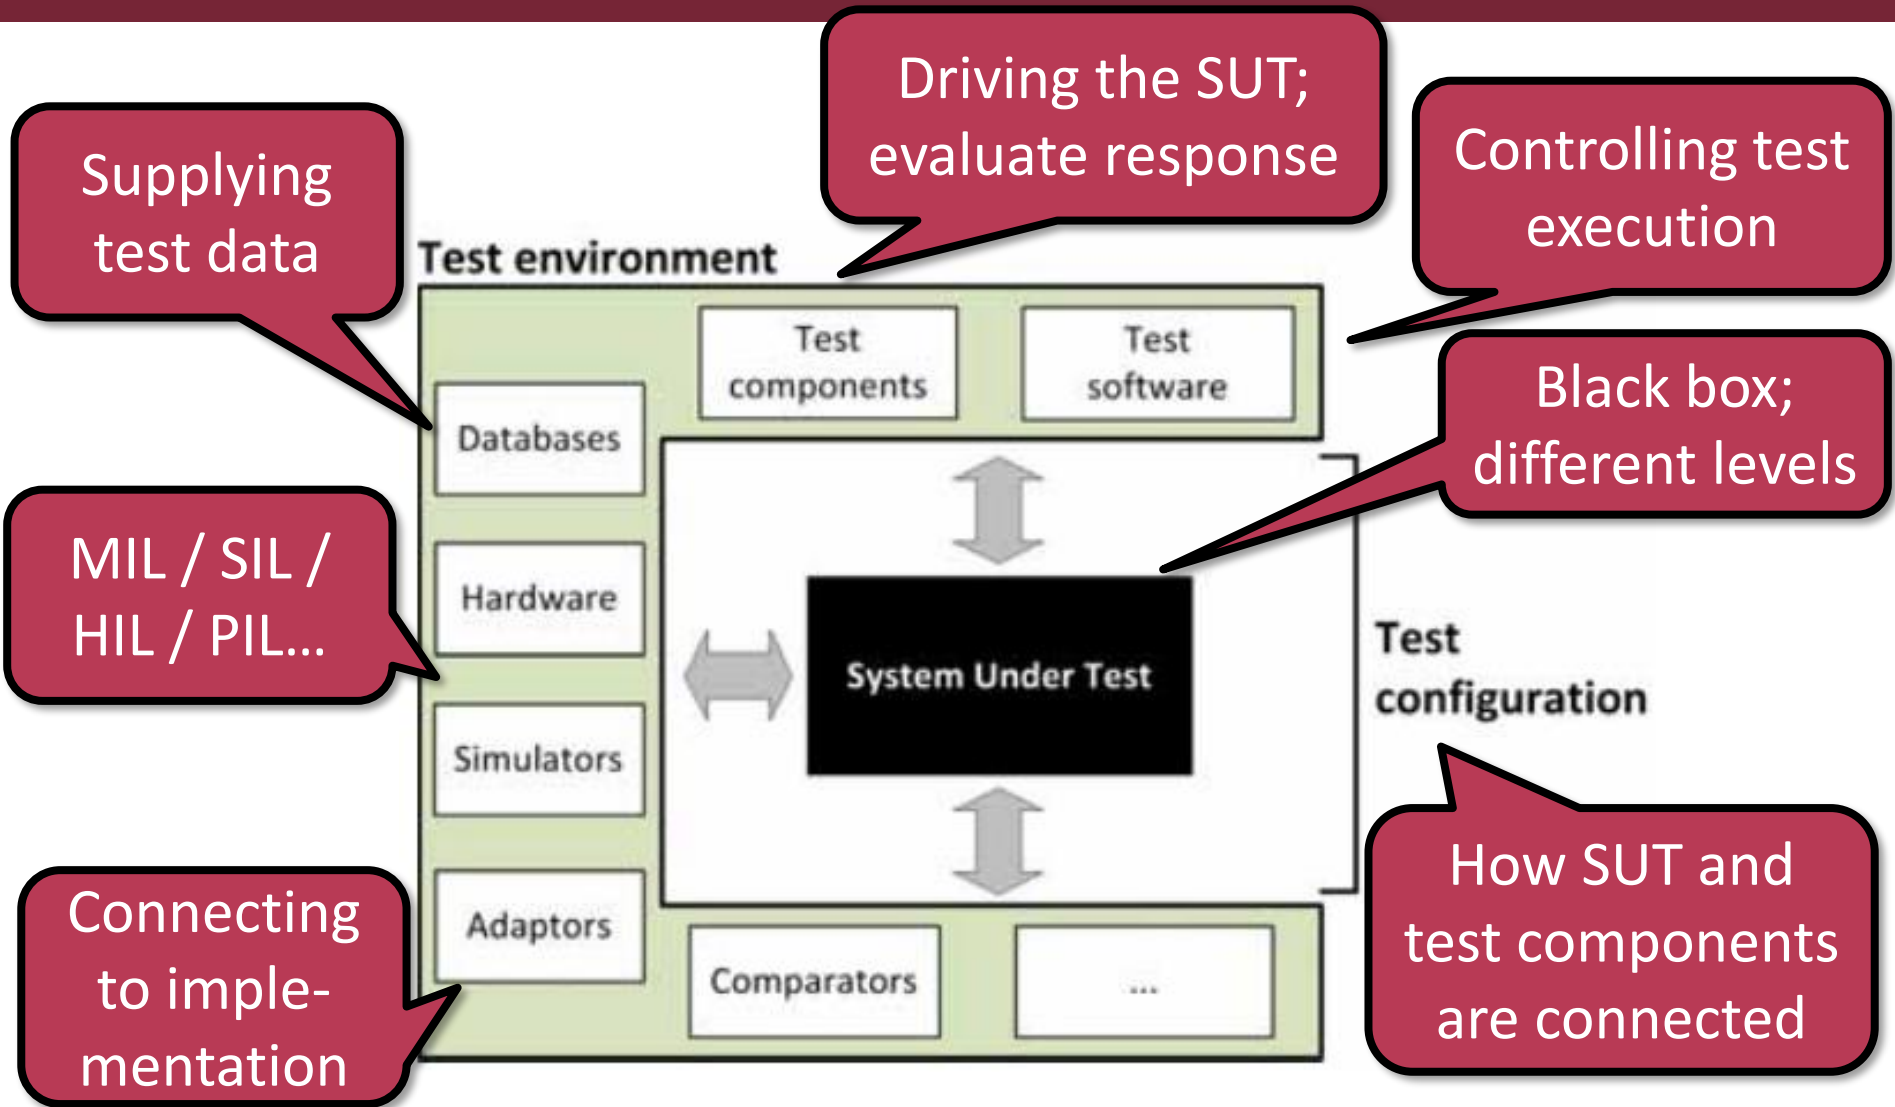 Driving the SUT;
evaluate response
Controlling test
execution
Supplying
test data
Test environment
Test
components
Test
software
Black box;
different levels
Databases
MIL / SIL /
HIL / PIL...
Hardware
System Under Test
Test
configuration
Simulators
How SUT and
test components
are connected
Connecting
to imple-
mentation
Adaptors
Comparators
...